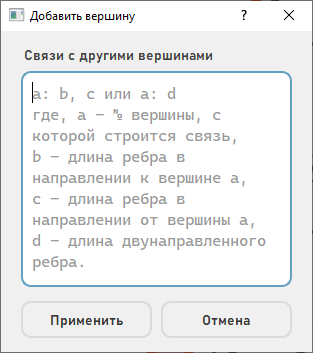 Добавить вершину
?
Связи с другими вершинами
a: b, c или a: d
где, a – № вершины, с
которой строится связь,
b – длина ребра в
направлении к вершине a,
c – длина ребра в
направлении от вершины a,
d – длина двунаправленного
ребра.
Применить
Отмена